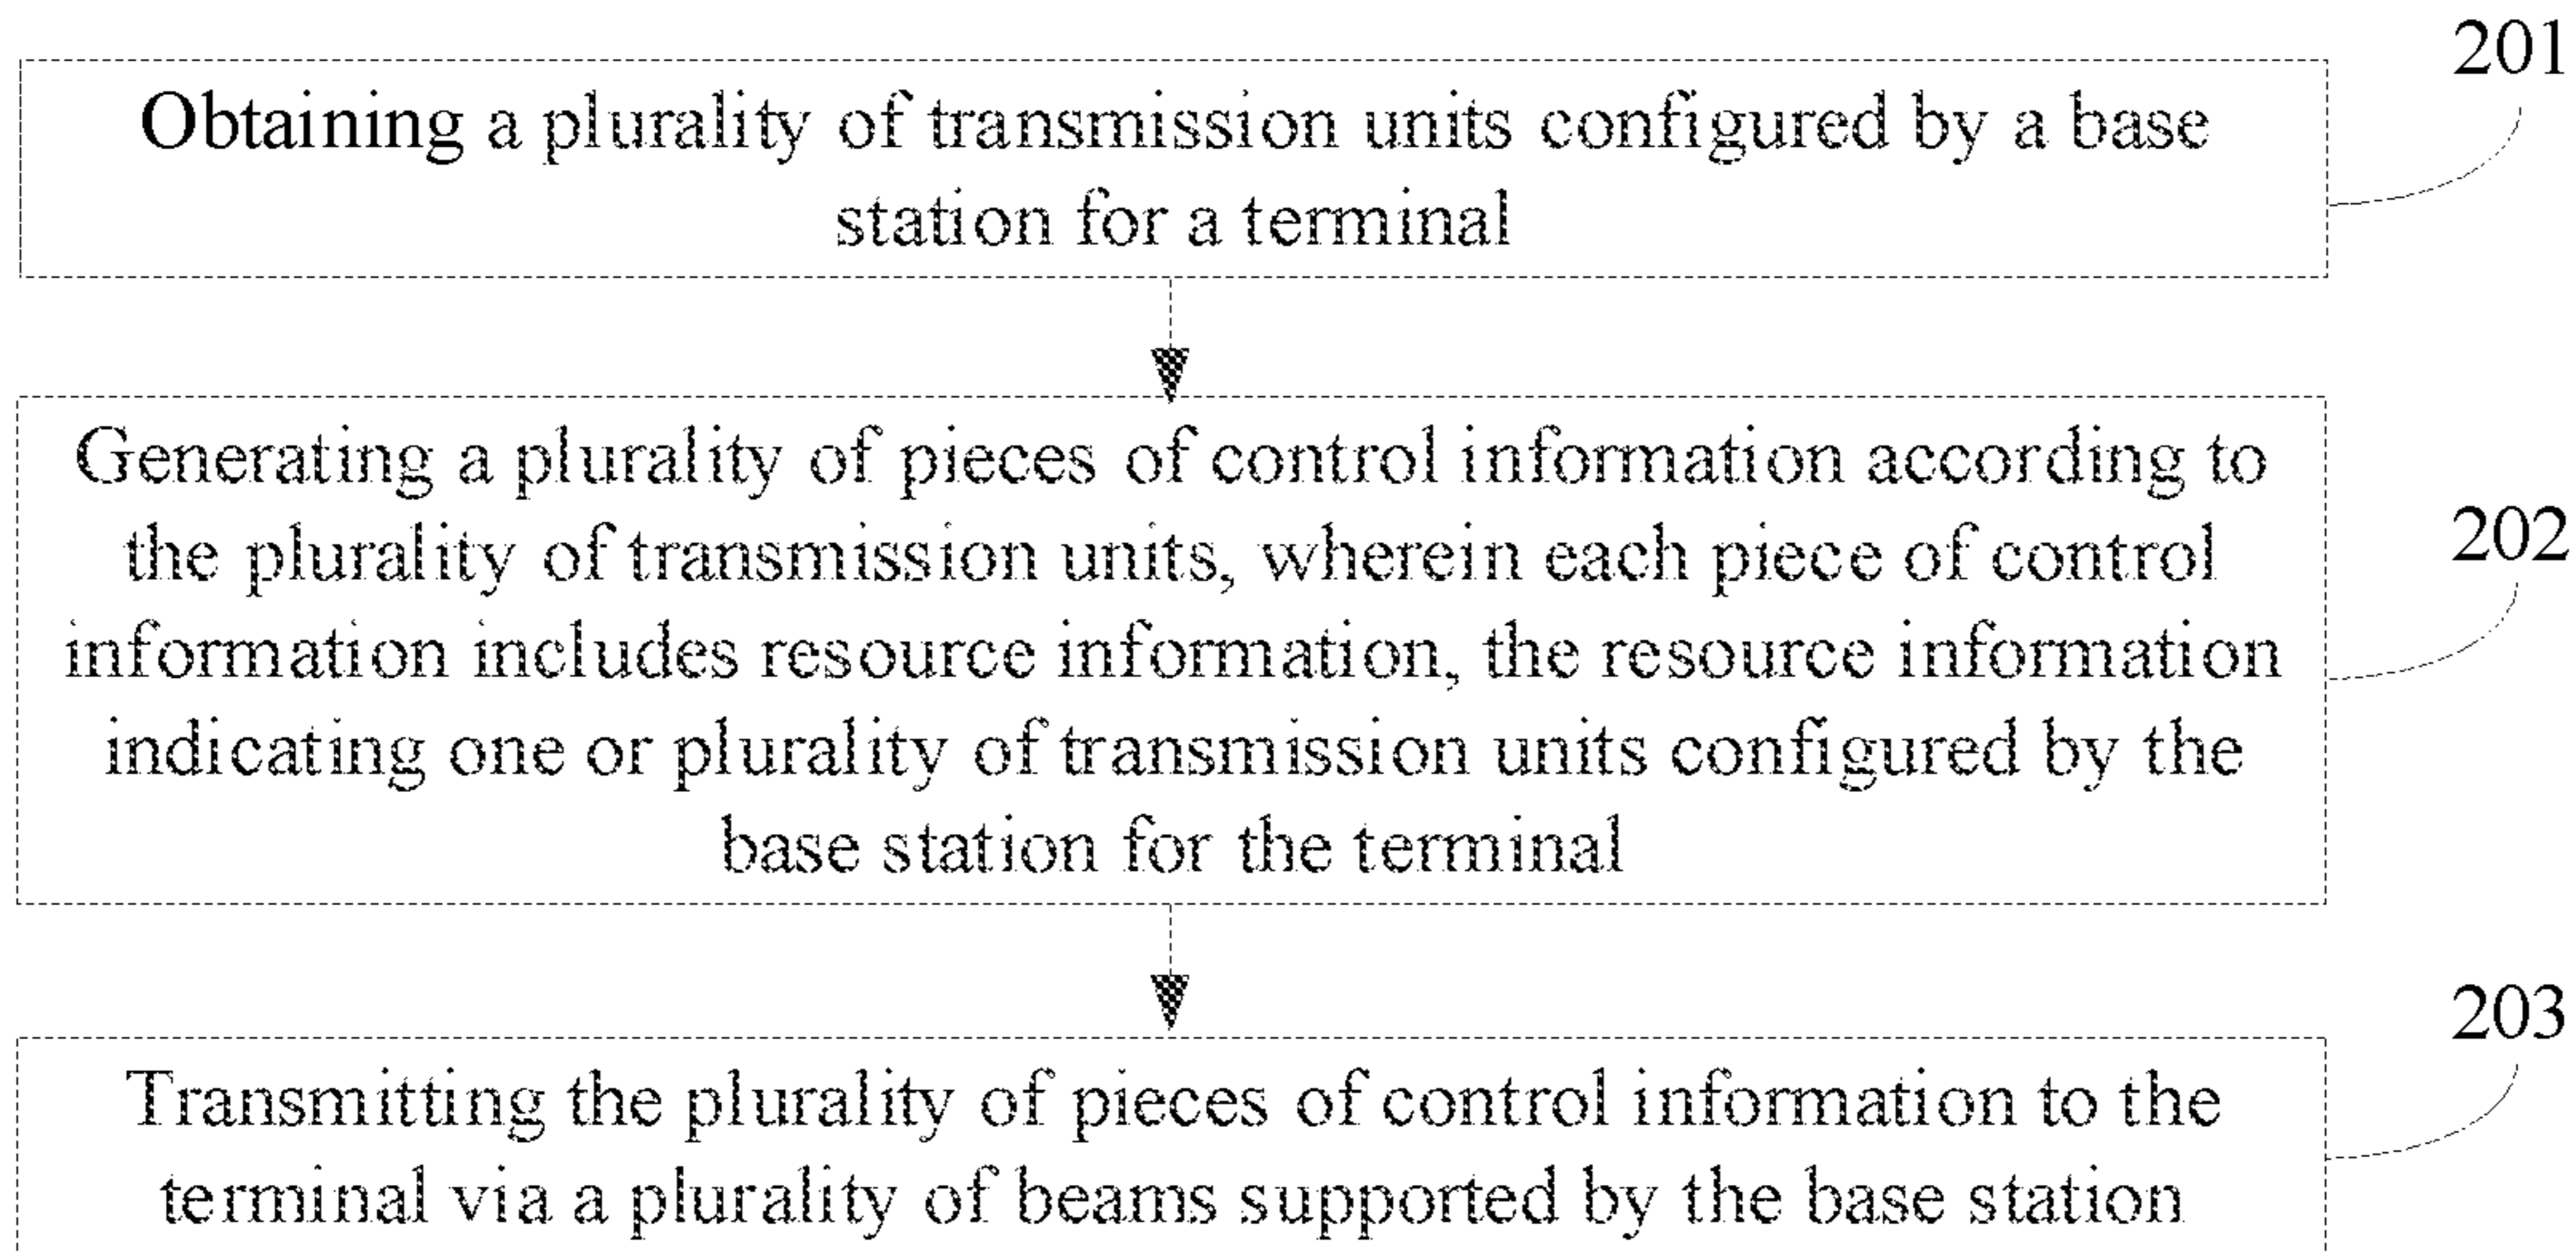 201
Obtaining a plurality of transmission units configured by a base
station for a terminal
Generating a plurality of pieces of control information according to
the plurality of transmission units, wherein each piece of control
202
information includes resource information, the resource information
indicating one or plurality of transmission units configured by the
base station for the terminal
203
Transmitting the plurality of pieces of control information to the
terminal via a plurality of beams supported by the base station